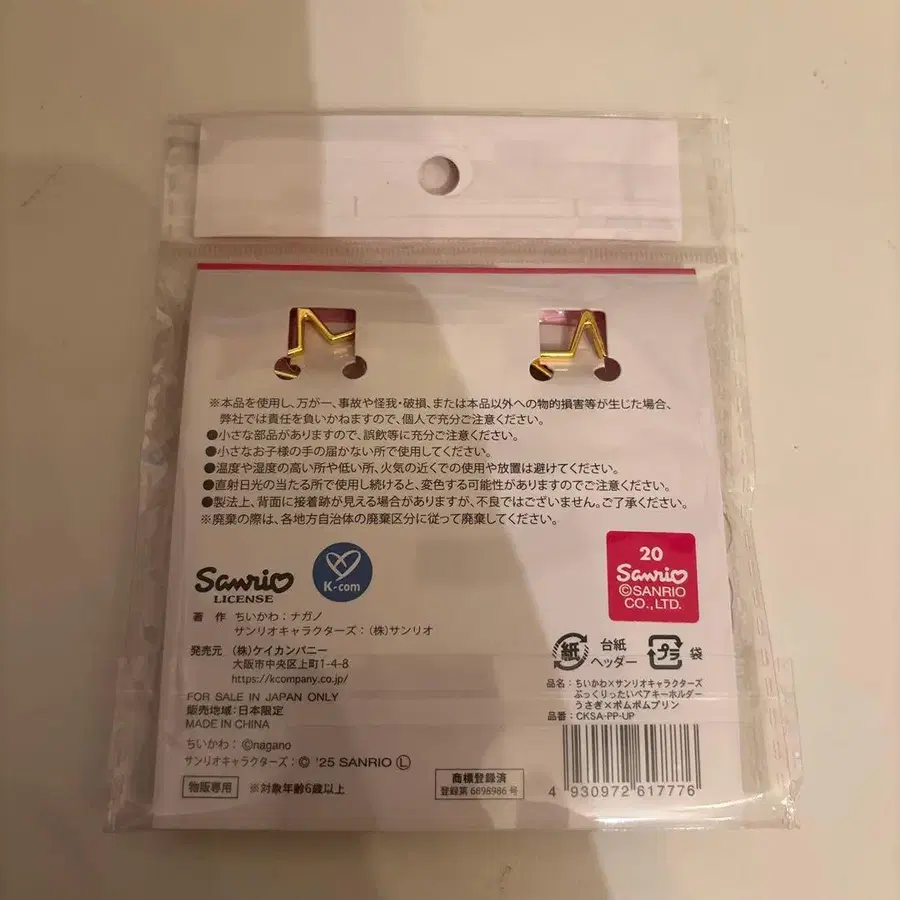 ※本品を使用し、万が一、事故や怪我・破損、または本品以外への物的損害等が生じた場合、
弊社では責任を負いかねますので、個人で充分ご注意ください。
●小さな部品がありますので、誤飲等に充分ご注意ください。
●小さなお子様の手の届かない所で使用してください。
●温度や湿度の高い所や低い所、火気の近くでの使用や放置は避けてください。
●直射日光の当たる所で使用し続けると、変色する可能性がありますのでご注意ください。
●製法上、背面に接着跡が見える場合がありますが、不良ではございません。ご了承ください。
※廃棄の際は、各地方自治体の廃棄区分に従って廃棄してください。
Sanrio
LICENSE
K-com
著 作 ちいかわ：ナガノ
サンリオキャラクターズ：(株)サンリオ
発売元 (株)ケイカンパニー
大阪市中央区上町1-4-8
https://kcompany.co.jp/
FOR SALE IN JAPAN ONLY
販売地域：日本限定
MADE IN CHINA
ちいかわ：©nagano
サンリオキャラクターズ：© '25 SANRIO Ⓛ
物販専用 ※対象年齢6歳以上
商標登録済
登録第 6698986 号
20
Sanrio
©SANRIO
CO.,LTD.
紙 台紙
ヘッダー
プラ 袋
品名：ちいかわ×サンリオキャラクターズ
ぷっくりったいペアキーホルダー
うさぎ×ポムポムプリン
品番：CKSA-PP-UP
4 930972 617776